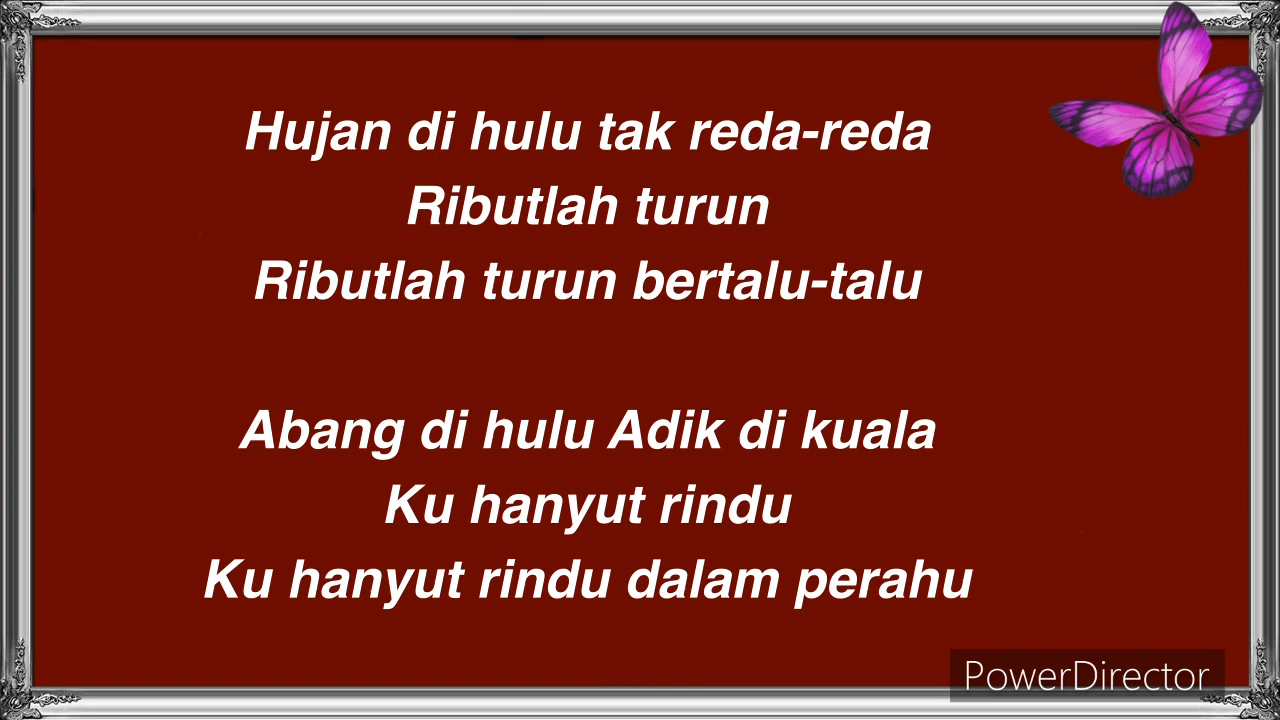 Hujan di hulu tak reda-reda
Ributlah turun
Ributlah turun bertalu-talu
Abang di hulu Adik di kuala
Ku hanyut rindu
Ku hanyut rindu dalam perahu
PowerDirector